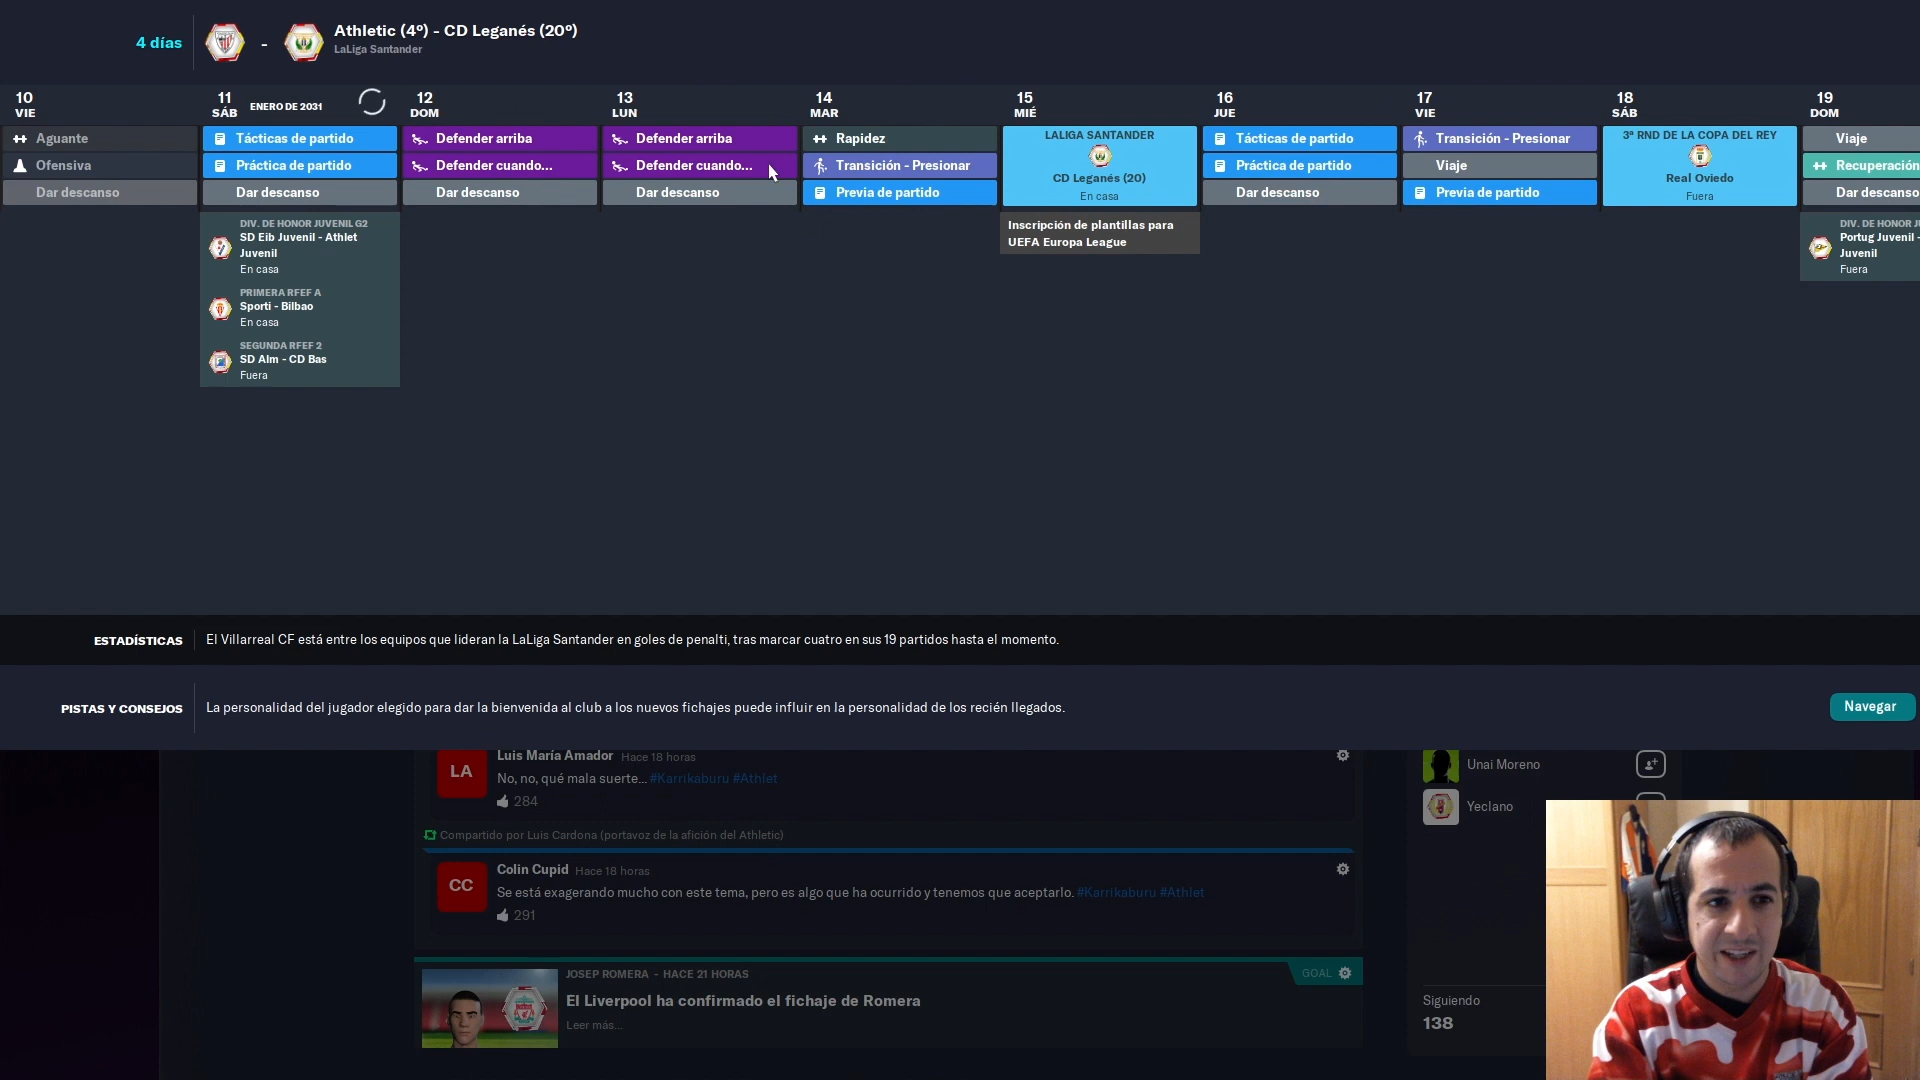 4 días
-
Athletic (4º) - CD Leganés (20º)
LaLiga Santander
10
VIE
Aguante
Ofensiva
Dar descanso
11
SÁB
ENERO DE 2031
Tácticas de partido
Práctica de partido
Dar descanso
DIV. DE HONOR JUVENIL G2
SD Eib Juvenil - Athlet
Juvenil
En casa
PRIMERA RFEF A
Sporti - Bilbao
En casa
SEGUNDA RFEF 2
SD Alm - CD Bas
Fuera
12
DOM
Defender arriba
Defender cuando...
Dar descanso
13
LUN
Defender arriba
Defender cuando...
Dar descanso
14
MAR
Rapidez
Transición - Presionar
Previa de partido
15
MIÉ
LALIGA SANTANDER
CD Leganés (20)
En casa
Inscripción de plantillas para
UEFA Europa League
16
JUE
Tácticas de partido
Práctica de partido
Dar descanso
17
VIE
Transición - Presionar
Viaje
Previa de partido
18
SÁB
3ª RND DE LA COPA DEL REY
Real Oviedo
Fuera
19
DOM
Viaje
Recuperación
Dar descanso
DIV. DE HONOR
Portug Juvenil -
Juvenil
Fuera
ESTADÍSTICAS
El Villarreal CF está entre los equipos que lideran la LaLiga Santander en goles de penalti, tras marcar cuatro en sus 19 partidos hasta el momento.
PISTAS Y CONSEJOS
La personalidad del jugador elegido para dar la bienvenida al club a los nuevos fichajes puede influir en la personalidad de los recién llegados.
Navegar
LA
Luis María Amador Hace 18 horas
No, no, qué mala suerte... #Karrikaburu #Athlet
284
Compartido por Luis Cardona (portavoz de la afición del Athletic)
CC
Colin Cupid Hace 18 horas
Se está exagerando mucho con este tema, pero es algo que ha ocurrido y tenemos que aceptarlo. #Karrikaburu #Athlet
291
JOSEP ROMERA - HACE 21 HORAS
GOAL
El Liverpool ha confirmado el fichaje de Romera
Leer más...
Unai Moreno
Yeclano
Siguiendo
138